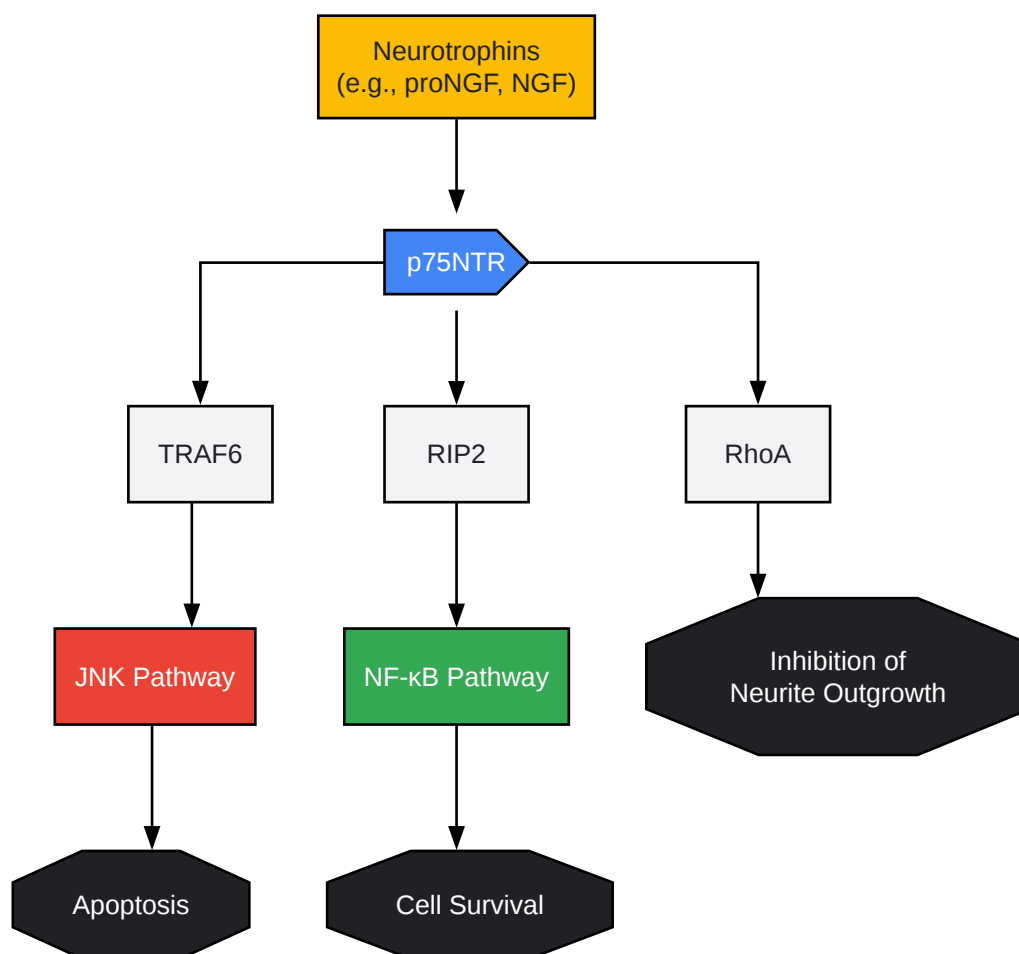 Neurotrophins
(e.g., proNGF, NGF)
p75NTR
TRAF6
RIP2
RhoA
JNK Pathway
NF-κB Pathway
Inhibition of
Neurite Outgrowth
Apoptosis
Cell Survival